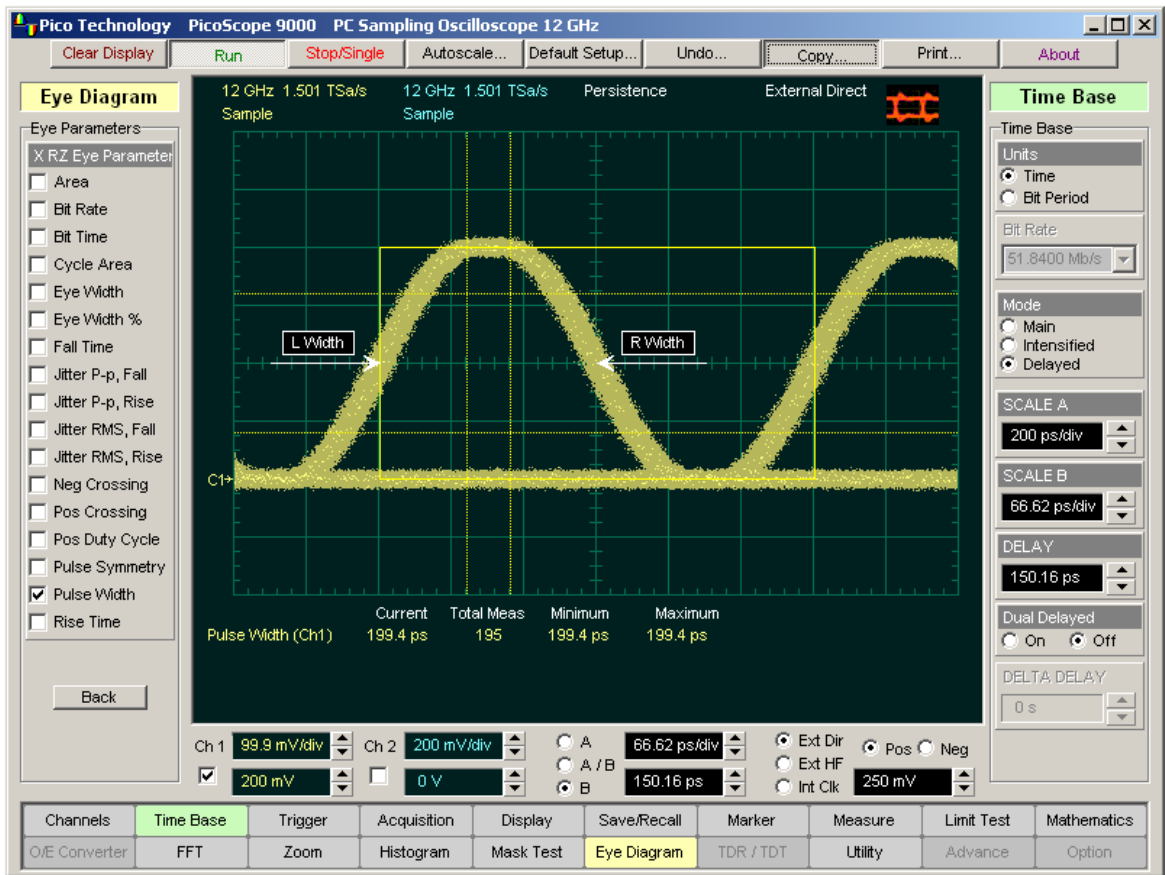 Pico Technology PicoScope 9000 PC Sampling Oscilloscope 12 GHz
Clear Display Run Stop/Single Autoscale... Default Setup... Undo... Copy... Print... About
Eye Diagram
Eye Parameters
X RZ Eye Parameter
Area
Bit Rate
Bit Time
Cycle Area
Eye Width
Eye Width %
Fall Time
Jitter P-p, Fall
Jitter P-p, Rise
Jitter RMS, Fall
Jitter RMS, Rise
Neg Crossing
Pos Crossing
Pos Duty Cycle
Pulse Symmetry
Pulse Width
Rise Time
Back
12 GHz 1.501 TSa/s 12 GHz 1.501 TSa/s Persistence External Direct
Sample Sample
L Width R Width
C1
Current Total Meas Minimum Maximum
Pulse Width (Ch1) 199.4 ps 195 199.4 ps 199.4 ps
Time Base
Time Base
Units
Time
Bit Period
Bit Rate
51.8400 Mb/s
Mode
Main
Intensified
Delayed
SCALE A
200 ps/div
SCALE B
66.62 ps/div
DELAY
150.16 ps
Dual Delayed
On Off
DELTA DELAY
0 s
Ch 1 99.9 mV/div Ch 2 200 mV/div A 66.62 ps/div Ext Dir Pos Neg
A / B Ext HF
200 mV 0 V B 150.16 ps Int Clk 250 mV
Channels Time Base Trigger Acquisition Display Save/Recall Marker Measure Limit Test Mathematics
O/E Converter FFT Zoom Histogram Mask Test Eye Diagram TDR / TDT Utility Advance Option